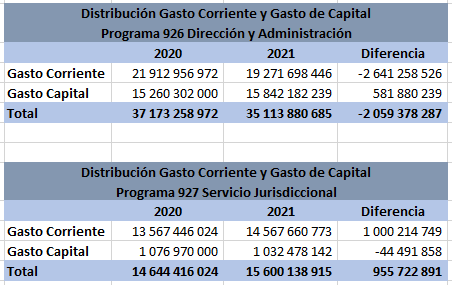 Distribución Gasto Corriente y Gasto de Capital
Programa 926 Dirección y Administración
2020 2021 Diferencia
Gasto Corriente 21 912 956 972 19 271 698 446 -2 641 258 526
Gasto Capital 15 260 302 000 15 842 182 239 581 880 239
Total 37 173 258 972 35 113 880 685 -2 059 378 287
Distribución Gasto Corriente y Gasto de Capital
Programa 927 Servicio Jurisdiccional
2020 2021 Diferencia
Gasto Corriente 13 567 446 024 14 567 660 773 1 000 214 749
Gasto Capital 1 076 970 000 1 032 478 142 -44 491 858
Total 14 644 416 024 15 600 138 915 955 722 891